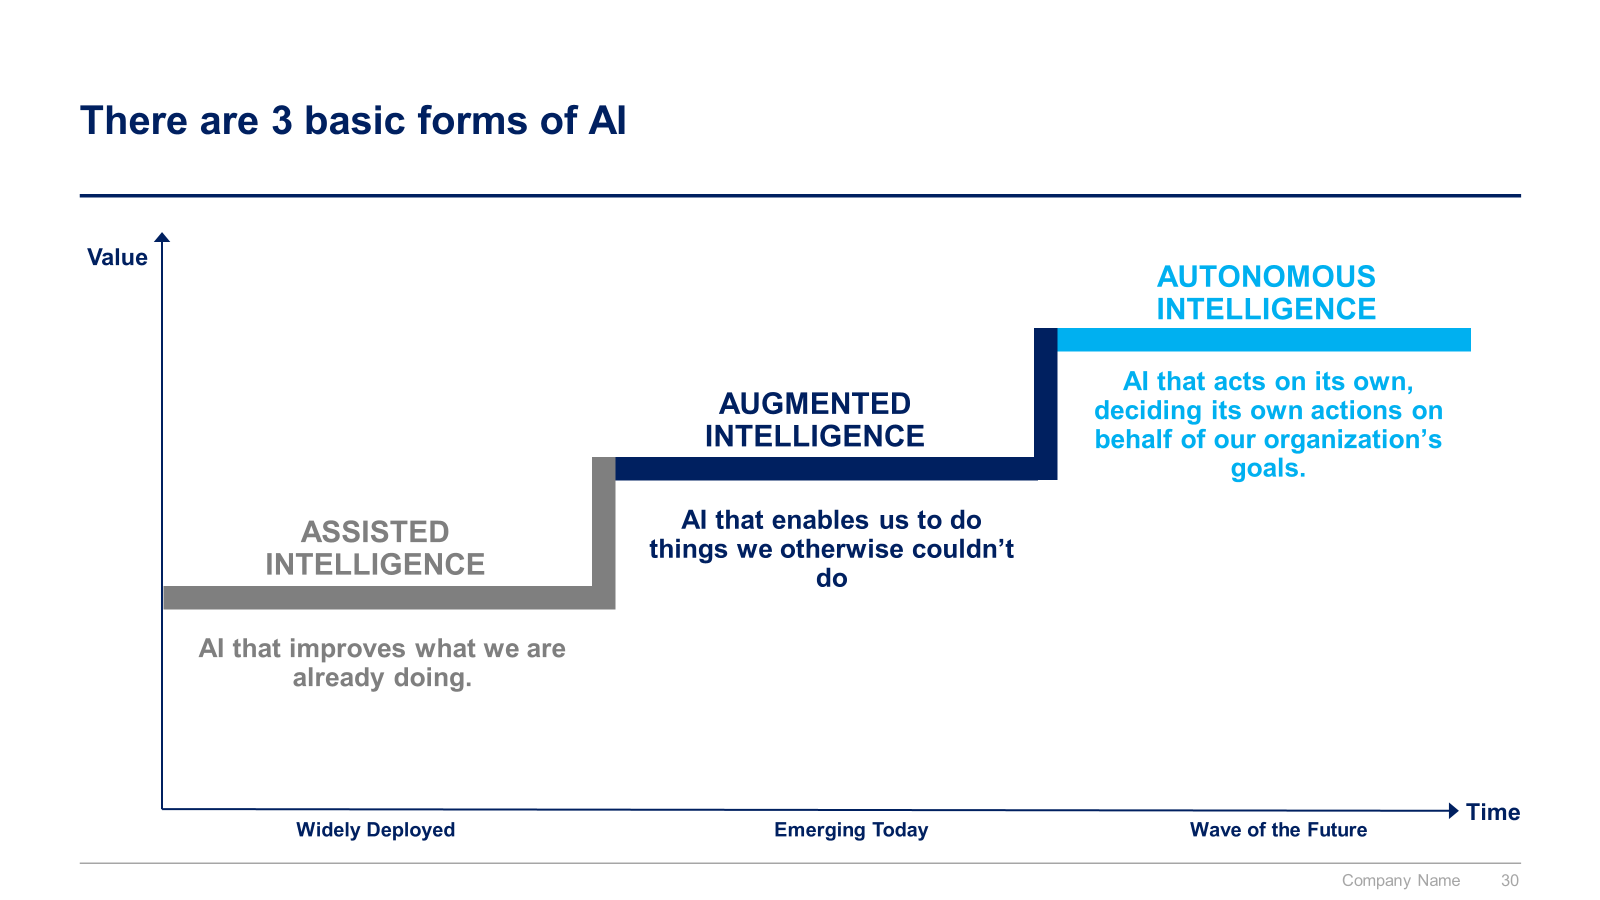 There are 3 basic forms of AI
Value
AUTONOMOUS
INTELLIGENCE
AI that acts on its own,
deciding its own actions on
behalf of our organization’s
goals.
AUGMENTED
INTELLIGENCE
AI that enables us to do
things we otherwise couldn’t
do
ASSISTED
INTELLIGENCE
AI that improves what we are
already doing.
Time
Widely Deployed
Emerging Today
Wave of the Future
Company Name
30